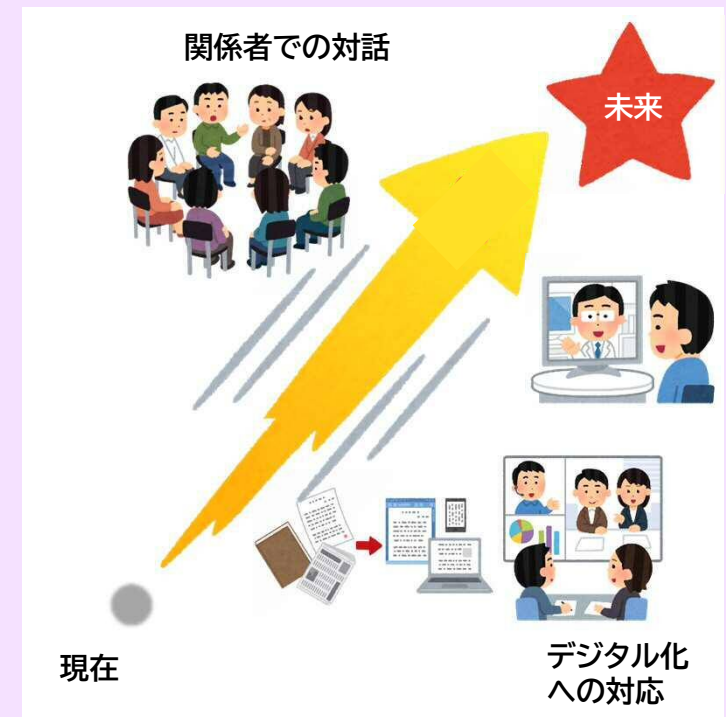 関係者での対話
未来
現在
デジタル化
への対応